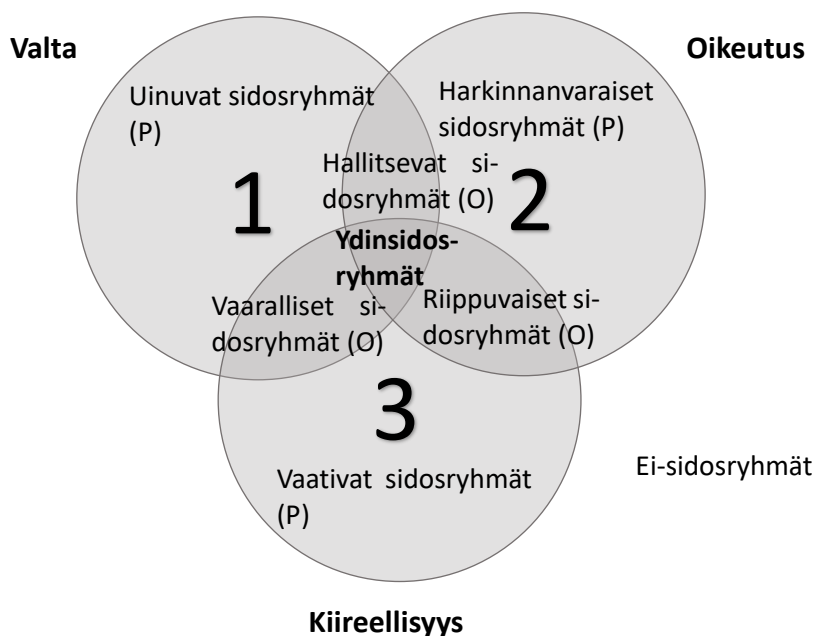 Valta
Oikeutus
Uinuvat sidosryhmät
(P)
Harkinnanvaraiset
sidosryhmät (P)
1
Hallitsevat si-
dosryhmät (O)
2
Ydinsidos-
ryhmät
Vaaralliset si-
dosryhmät (O)
Riippuvaiset si-
dosryhmät (O)
3
Vaativat sidosryhmät
(P)
Ei-sidosryhmät
Kiireellisyys